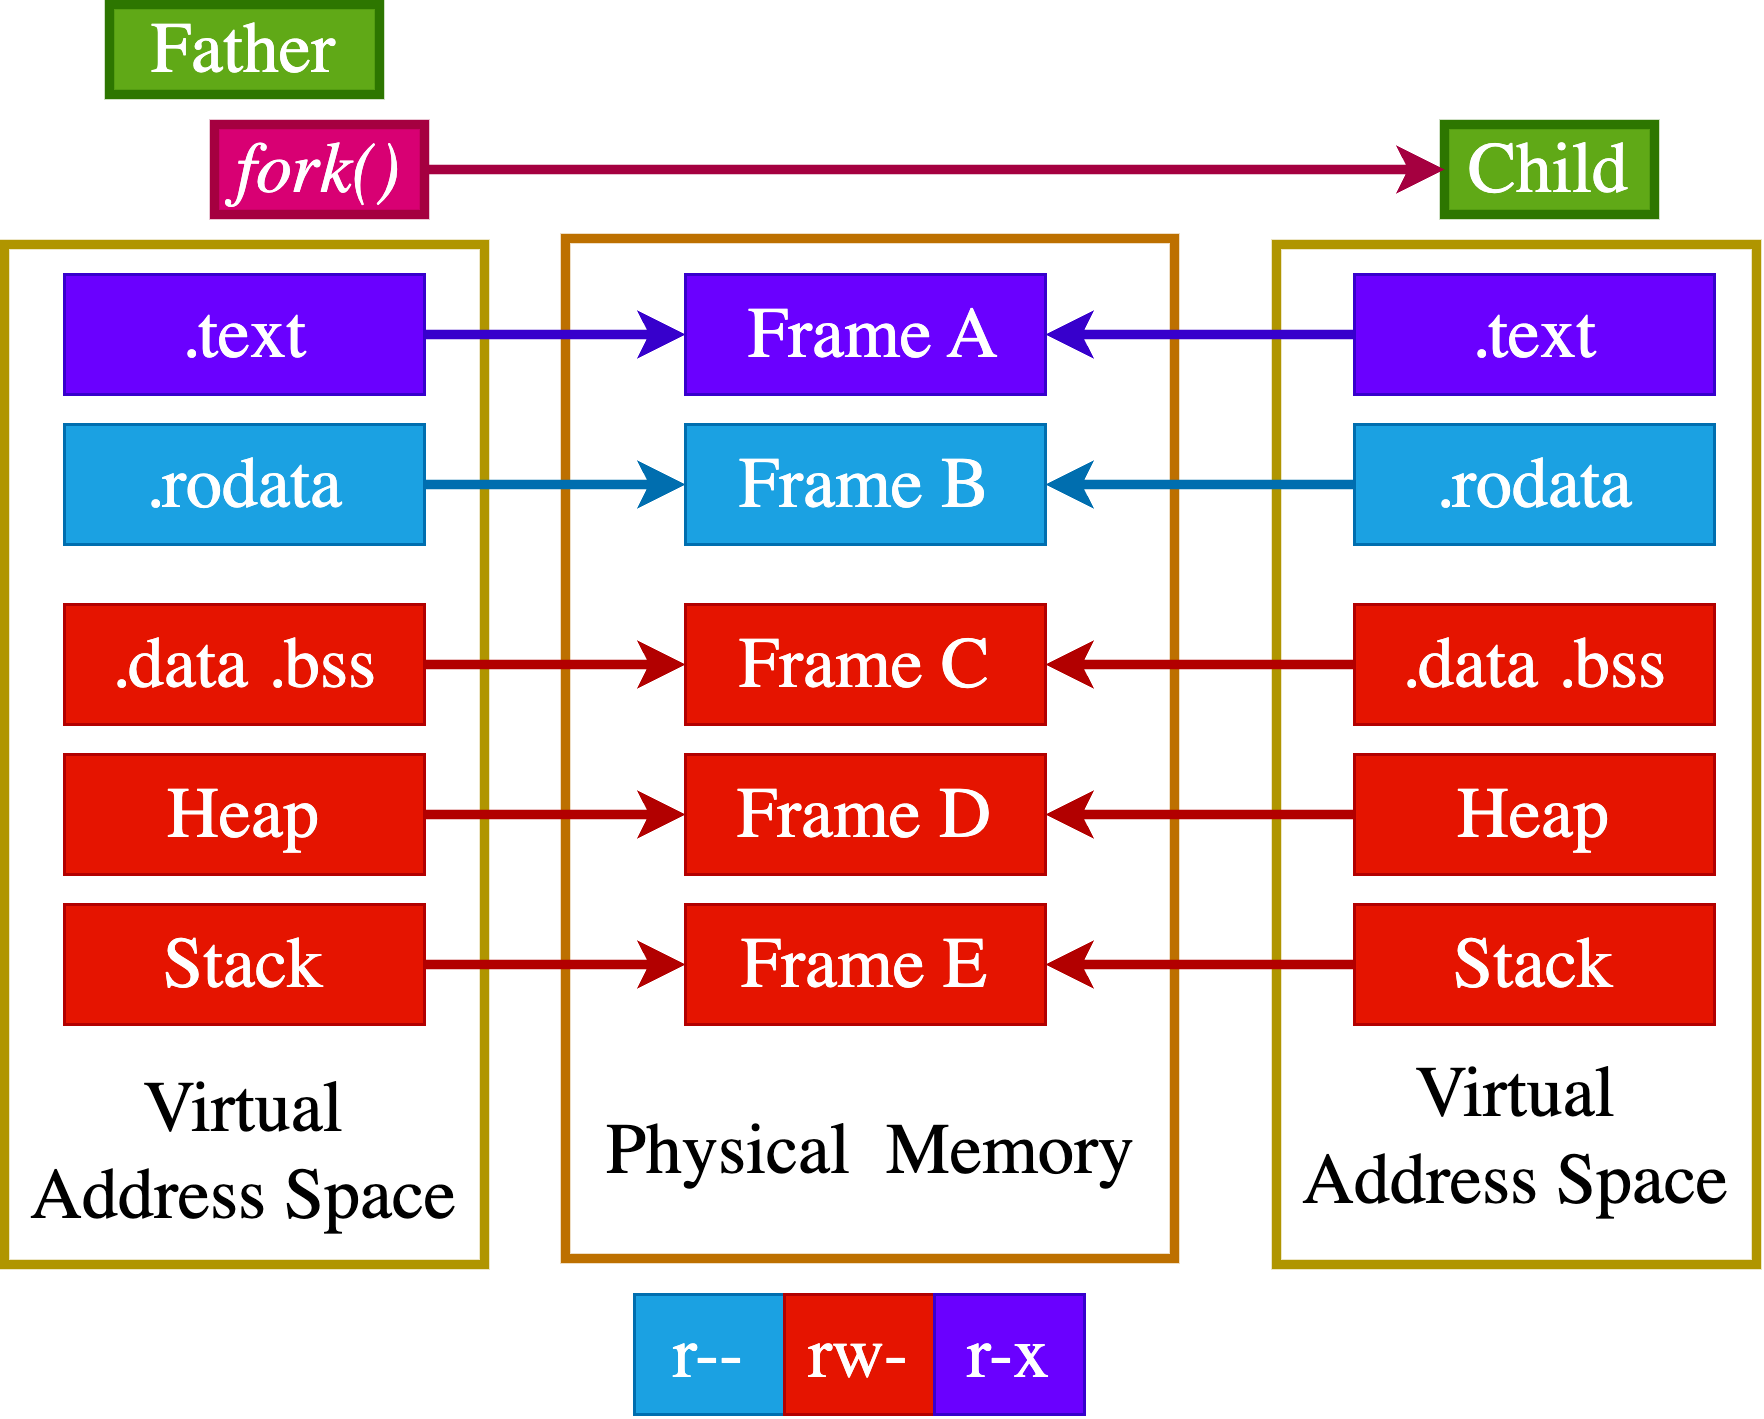 Father
fork()
Child
.text
Frame A
.text
.rodata
Frame B
.rodata
.data .bss
Frame C
.data .bss
Heap
Frame D
Heap
Stack
Frame E
Stack
Virtual
Address Space
Physical Memory
Virtual
Address Space
r--
rw-
r-x